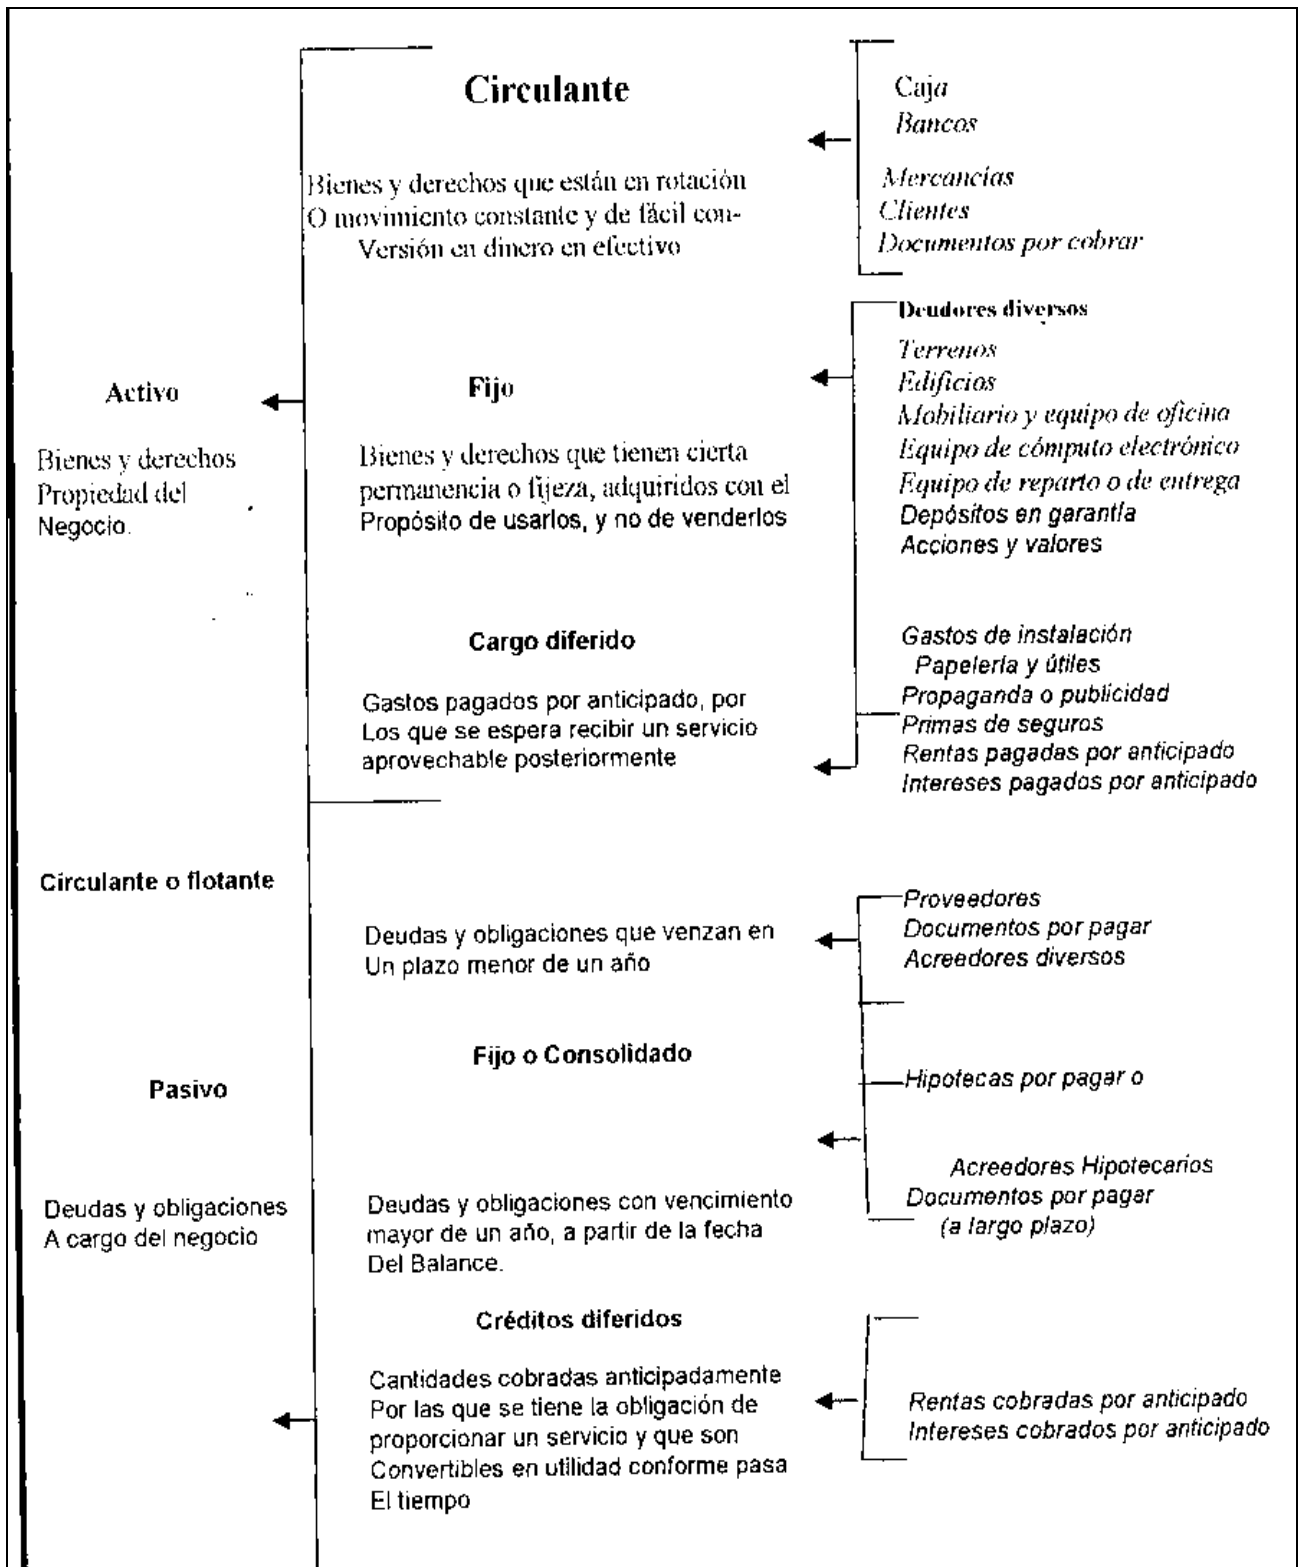 Circulante
Bienes y derechos que están en rotación
O movimiento constante y de fácil con-
Versión en dinero en efectivo
Caja
Bancos
Mercancías
Clientes
Documentos por cobrar
Activo
Bienes y derechos
Propiedad del
Negocio.
Fijo
Bienes y derechos que tienen cierta
permanencia o fijeza, adquiridos con el
Propósito de usarlos, y no de venderlos
Deudores diversos
Terrenos
Edificios
Mobiliario y equipo de oficina
Equipo de cómputo electrónico
Equipo de reparto o de entrega
Depósitos en garantía
Acciones y valores
Cargo diferido
Gastos pagados por anticipado, por
Los que se espera recibir un servicio
aprovechable posteriormente
Gastos de instalación
Papelería y útiles
Propaganda o publicidad
Primas de seguros
Rentas pagadas por anticipado
Intereses pagados por anticipado
Circulante o flotante
Deudas y obligaciones que venzan en
Un plazo menor de un año
Proveedores
Documentos por pagar
Acreedores diversos
Pasivo
Deudas y obligaciones
A cargo del negocio
Fijo o Consolidado
Deudas y obligaciones con vencimiento
mayor de un año, a partir de la fecha
Del Balance.
Hipotecas por pagar o
Acreedores Hipotecarios
Documentos por pagar
(a largo plazo)
Créditos diferidos
Cantidades cobradas anticipadamente
Por las que se tiene la obligación de
proporcionar un servicio y que son
Convertibles en utilidad conforme pasa
El tiempo
Rentas cobradas por anticipado
Intereses cobrados por anticipado